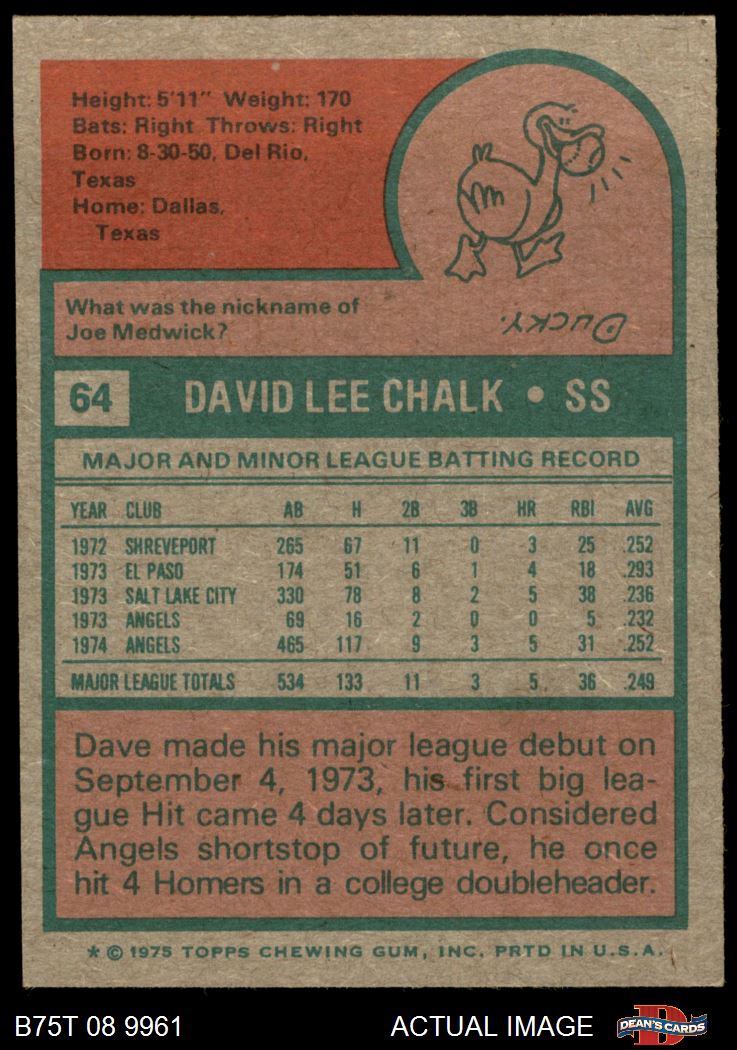 Height: 5'11" Weight: 170
Bats: Right Throws: Right
Born: 8-30-50, Del Rio,
Texas
Home: Dallas,
Texas
What was the nickname of
Joe Medwick?
DUCKY.
64 DAVID LEE CHALK • SS
MAJOR AND MINOR LEAGUE BATTING RECORD
YEAR CLUB AB H 2B 3B HR RBI AVG
1972 SHREVEPORT 265 67 11 0 3 25 .252
1973 EL PASO 174 51 6 1 4 18 .293
1973 SALT LAKE CITY 330 78 8 2 5 38 .236
1973 ANGELS 69 16 2 0 0 5 .232
1974 ANGELS 465 117 9 3 5 31 .252
MAJOR LEAGUE TOTALS 534 133 11 3 5 36 .249
Dave made his major league debut on
September 4, 1973, his first big lea-
gue Hit came 4 days later. Considered
Angels shortstop of future, he once
hit 4 Homers in a college doubleheader.
* © 1975 TOPPS CHEWING GUM, INC. PRTD IN U.S.A.
B75T 08 9961 ACTUAL IMAGE D DEAN'S CARDS